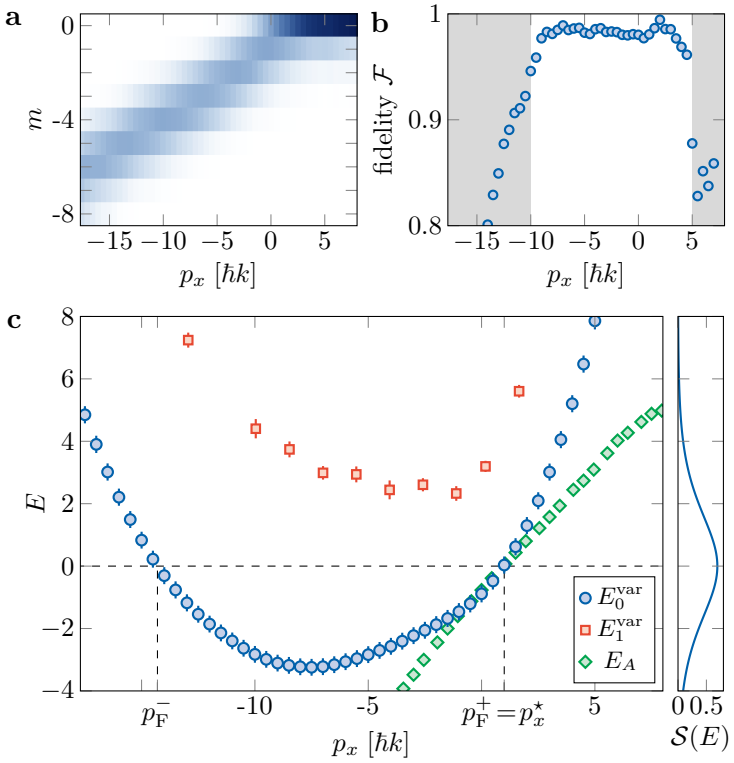 a
0
-4
-8
m
−15 −10 −5 0 5
p_x [ħk]
b
1
0.9
0.8
fidelity ℱ
−15 −10 −5 0 5
p_x [ħk]
c
8
6
4
2
0
−2
−4
E
E_0^var
E_1^var
E_A
p_F^− -10 -5 p_F^+ = p_x^⋆ 5
p_x [ħk]
0 0.5
𝒮(E)